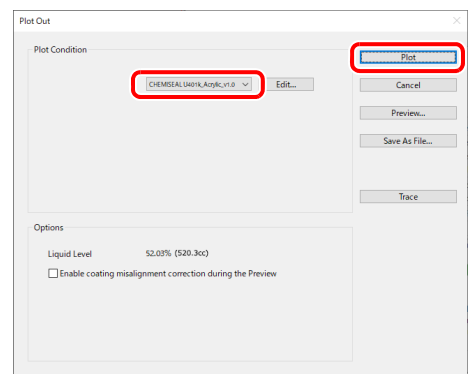 Plot Out
Plot Condition
CHEMISEAL U401k_Acrylic_v1.0
Edit...
Plot
Cancel
Preview...
Save As File...
Trace
Options
Liquid Level 52.03% (520.3cc)
Enable coating misalignment correction during the Preview